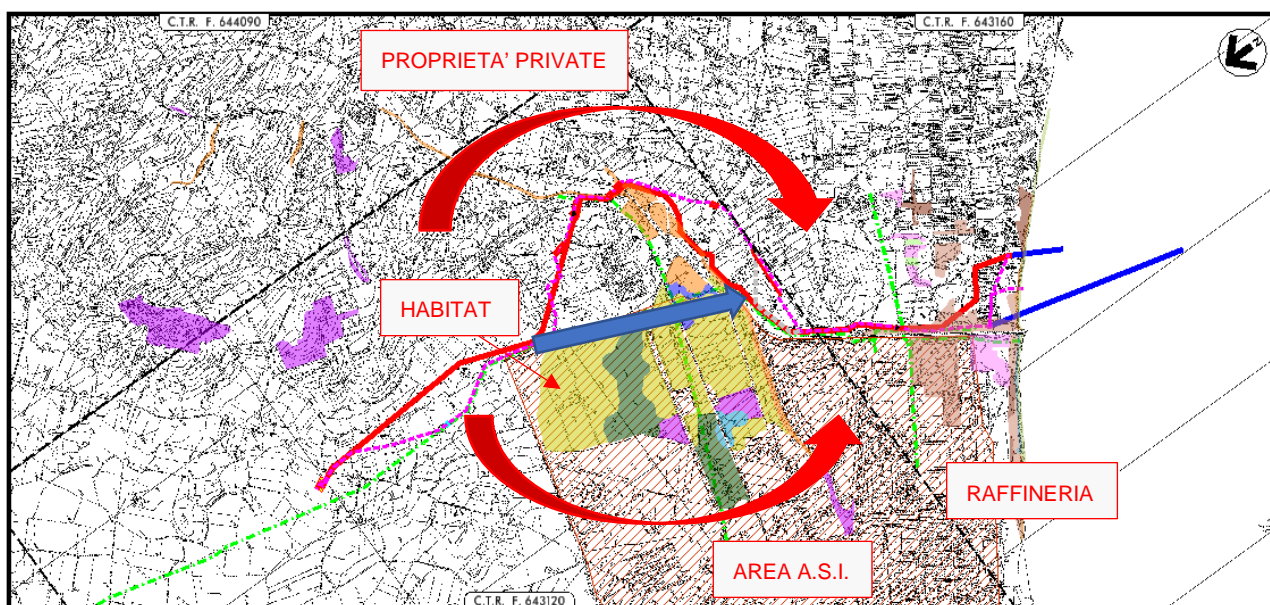 C.T.R. F. 644090
C.T.R. F. 643160
PROPRIETA’ PRIVATE
HABITAT
RAFFINERIA
AREA A.S.I.
C.T.R. F. 643120